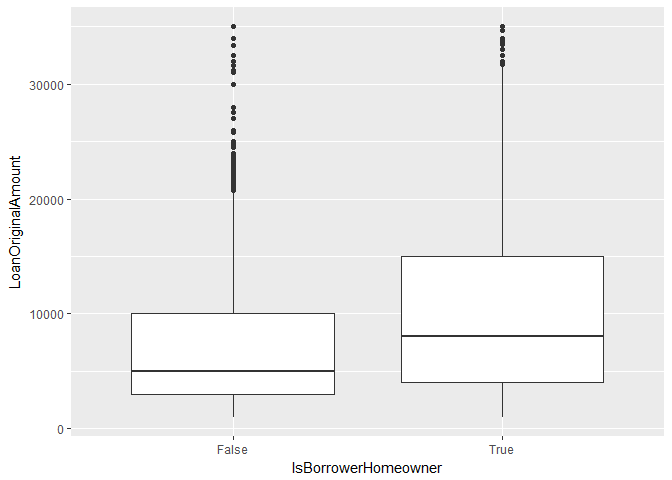 LoanOriginalAmount
30000
20000
10000
0
False
True
IsBorrowerHomeowner